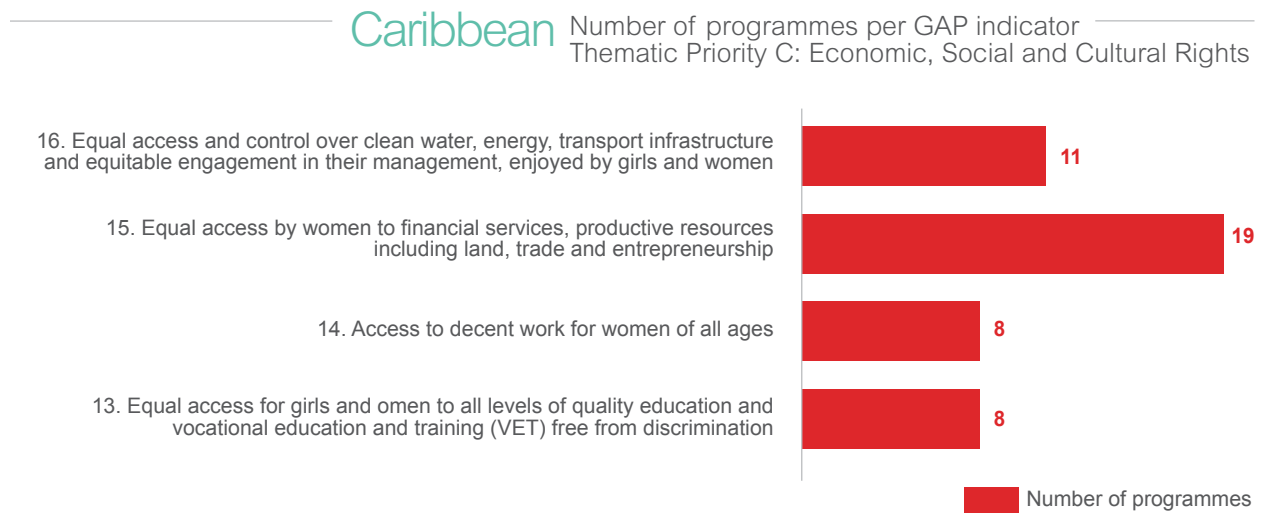 Caribbean Number of programmes per GAP indicator
Thematic Priority C: Economic, Social and Cultural Rights
16. Equal access and control over clean water, energy, transport infrastructure
and equitable engagement in their management, enjoyed by girls and women
11
15. Equal access by women to financial services, productive resources
including land, trade and entrepreneurship
19
14. Access to decent work for women of all ages
8
13. Equal access for girls and omen to all levels of quality education and
vocational education and training (VET) free from discrimination
8
Number of programmes